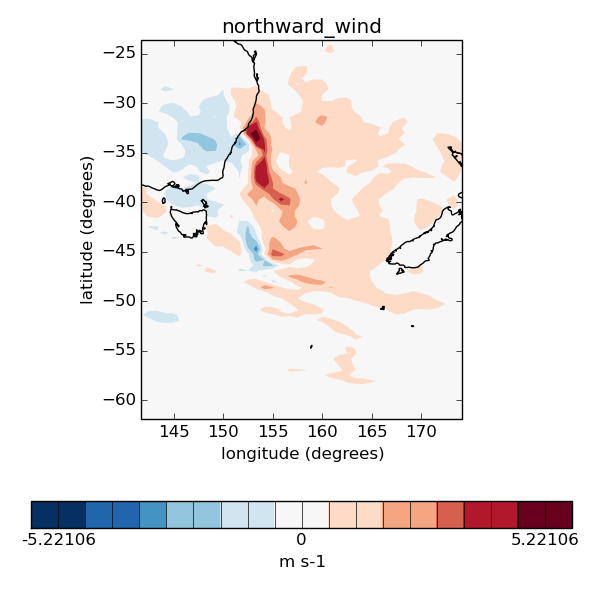 northward_wind
−25
−30
−35
−40
−45
−50
−55
−60
latitude (degrees)
145 150 155 160 165 170
longitude (degrees)
-5.22106 0 5.22106
m s-1